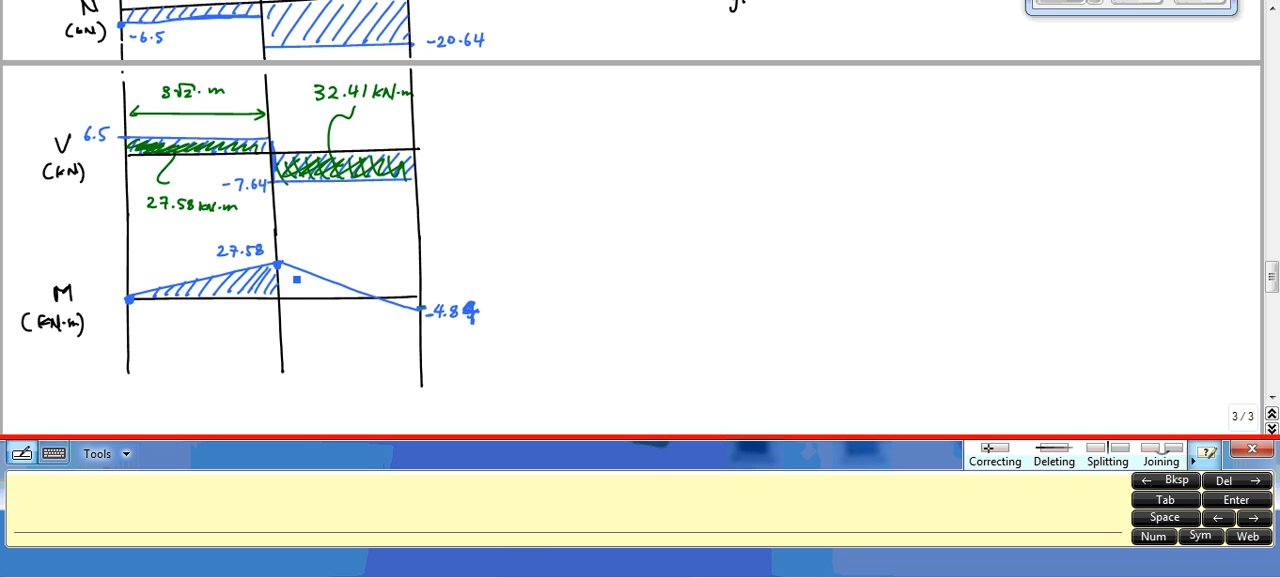 N
(kN)
-6.5
-20.64
3√2 · m
32.41 kN·m
V
6.5
(kN)
-7.64
27.58 kN·m
27.58
M
(kN·m)
-4.84
3 / 3
Tools
Correcting
Deleting
Splitting
Joining
← Bksp
Del →
Tab
Enter
Space
←
→
Num
Sym
Web